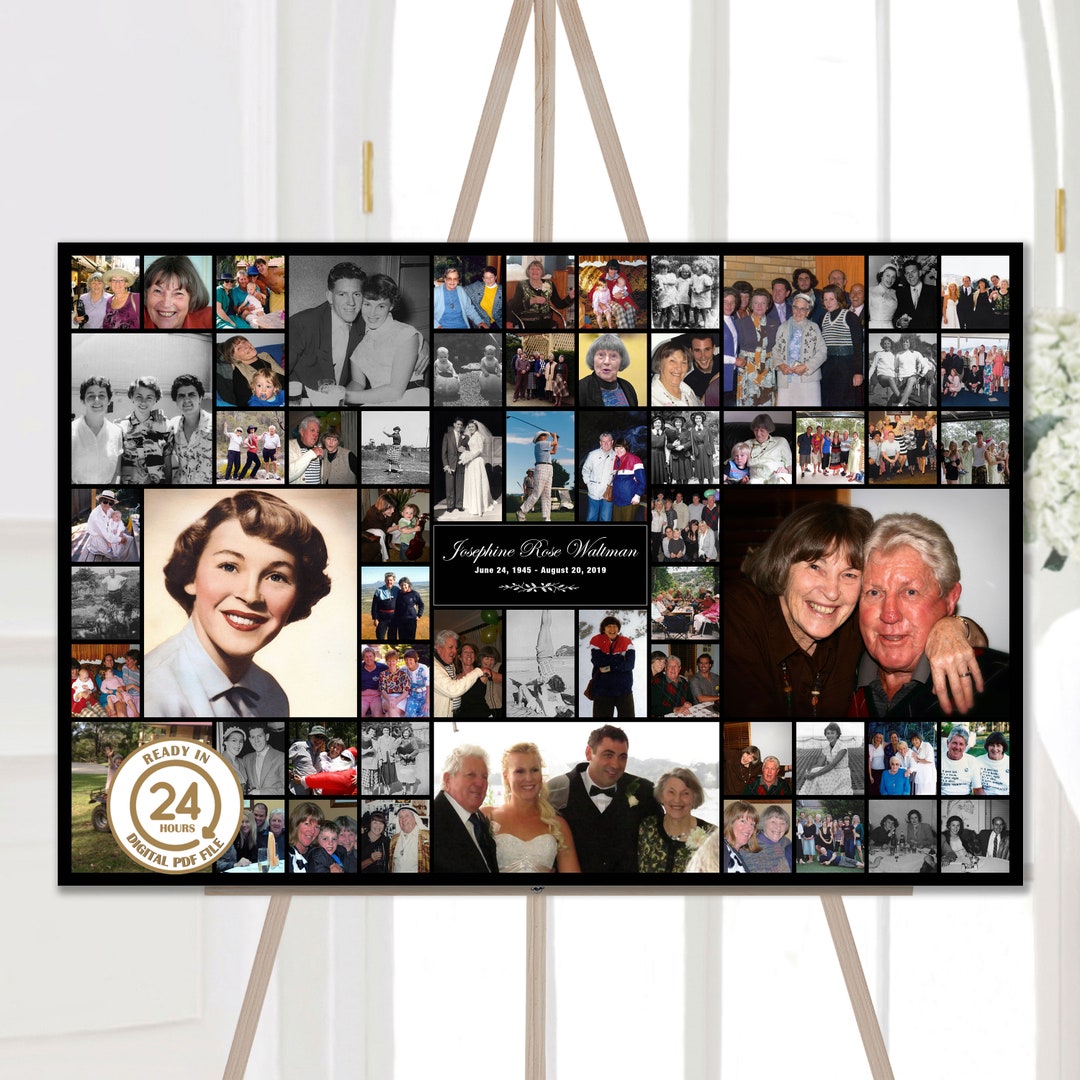 Josephine Rose Waltman
June 24, 1945 - August 20, 2019
READY IN
24
HOURS
DIGITAL PDF FILE